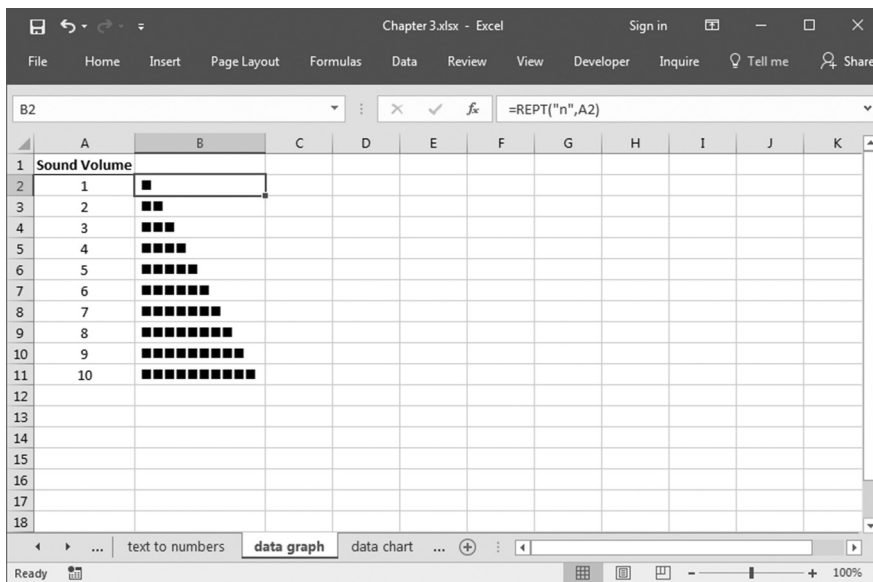 Chapter 3.xlsx - Excel Sign in
File Home Insert Page Layout Formulas Data Review View Developer Inquire Tell me Share
B2 fx =REPT("n",A2)
A B C D E F G H I J K
1 Sound Volume
2 1 ■
3 2 ■■
4 3 ■■■
5 4 ■■■■
6 5 ■■■■■
7 6 ■■■■■■
8 7 ■■■■■■■
9 8 ■■■■■■■■
10 9 ■■■■■■■■■
11 10 ■■■■■■■■■■
12
13
14
15
16
17
18
... text to numbers data graph data chart ...
Ready 100%